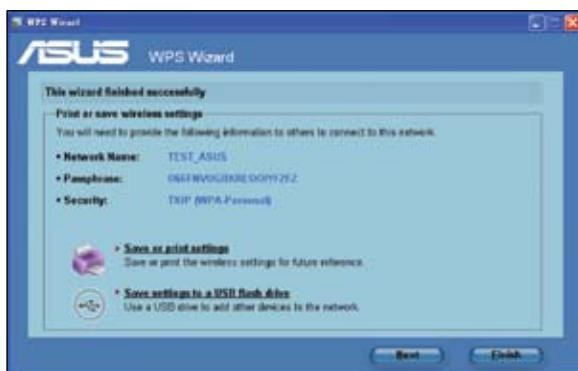 WPS Wizard
ASUS WPS Wizard
This wizard finished successfully
Print or save wireless settings
You will need to provide the following information to others to connect to this network.
• Network Name: TEST_ASUS
• Passphrase:
• Security: TKIP (WPA-Personal)
• Save or print settings
Save or print the wireless settings for future reference.
• Save settings to a USB flash drive
Use a USB drive to add other devices to the network.
Next Finish